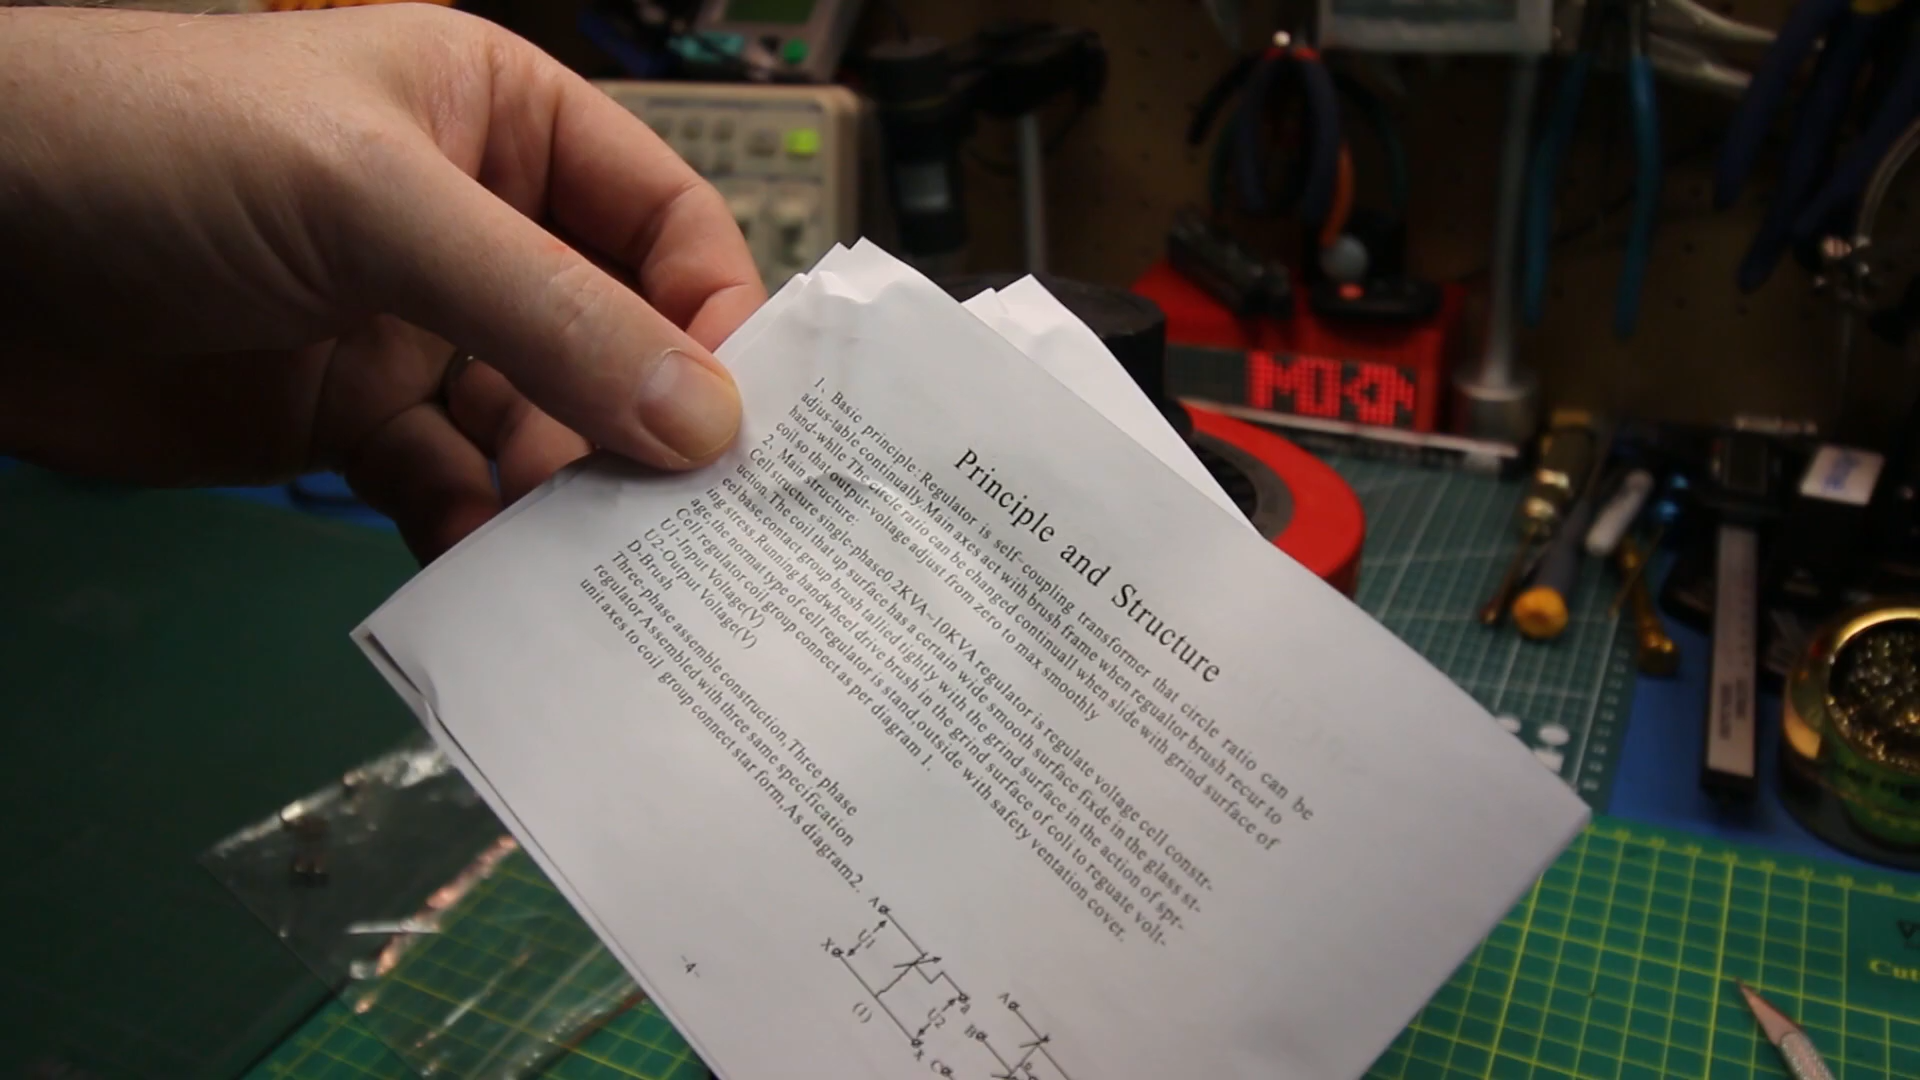 Principle and Structure
1、Basic principle: Regulator is self-coupling transformer that circle ratio can be
adjus-table continually.Main axes act with brush frame when regualtor brush recur to
hand-while The circle ratio can be changed continuall when slide with grind surface of
coil so that output-voltage adjust from zero to max smoothly
2、Main structure:
Cell structure single-phase0.2KVA~10KVA regulator is regulate voltage cell constr-
uction. The coil that up surface has a certain wide smooth surface fixde in the glass st-
eel base,contact group brush tallied tightly with the grind surface in the action of spr-
ing stress.Running handwheel drive brush in the grind surface of coli to reguate volt-
age,the normat type of cell regulator is stand,outside with safety ventation cover.
Cell regulator coil group connect as per diagram 1.
U1-Input Voltage(V)
U2-Output Voltage(V)
D-Brush
Three-phase assemble construction, Three phase
regulator.Assembled with three same specification
unit axes to coil group connect star form,As diagram2.
A
U1
X
a
U2
x
(1)
A
B
C
-4-